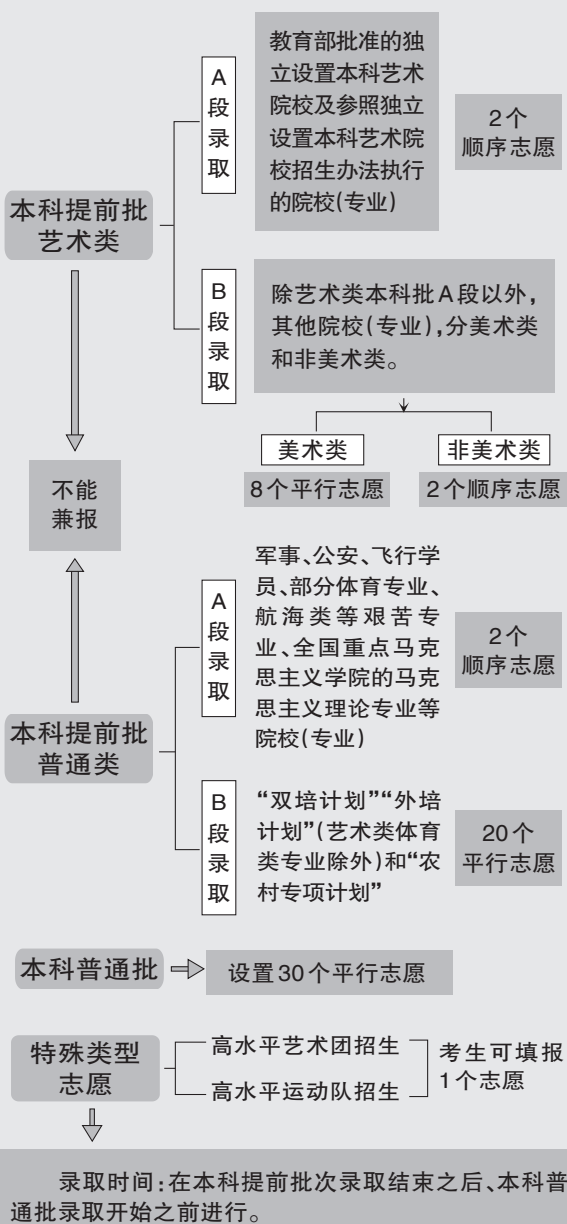 本科提前批
艺术类
A
段
录
取
教育部批准的独
立设置本科艺术
院校及参照独立
设置本科艺术院
校招生办法执行
的院校(专业)
2个
顺序志愿
B
段
录
取
除艺术类本科批A段以外,
其他院校(专业),分美术类
和非美术类。
美术类
8个平行志愿
非美术类
2个顺序志愿
不能
兼报
本科提前批
普通类
A
段
录
取
军事、公安、飞行学
员、部分体育专业、
航海类等艰苦专
业、全国重点马克
思主义学院的马克
思主义理论专业等
院校(专业)
2个
顺序志愿
B
段
录
取
“双培计划”“外培
计划”(艺术类体育
类专业除外)和“农
村专项计划”
20个
平行志愿
本科普通批
设置30个平行志愿
特殊类型
志愿
高水平艺术团招生
高水平运动队招生
考生可填报
1个志愿
录取时间:在本科提前批次录取结束之后、本科普
通批录取开始之前进行。